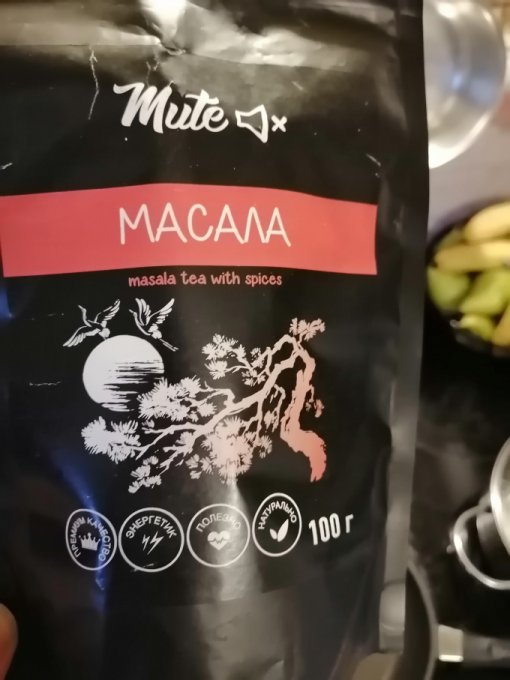 Mute
МАСАЛА
masala tea with spices
ПРЕМИУМ КАЧЕСТВО
ЭНЕРГЕТИК
ПОЛЕЗНО
НАТУРАЛЬНО
100 г